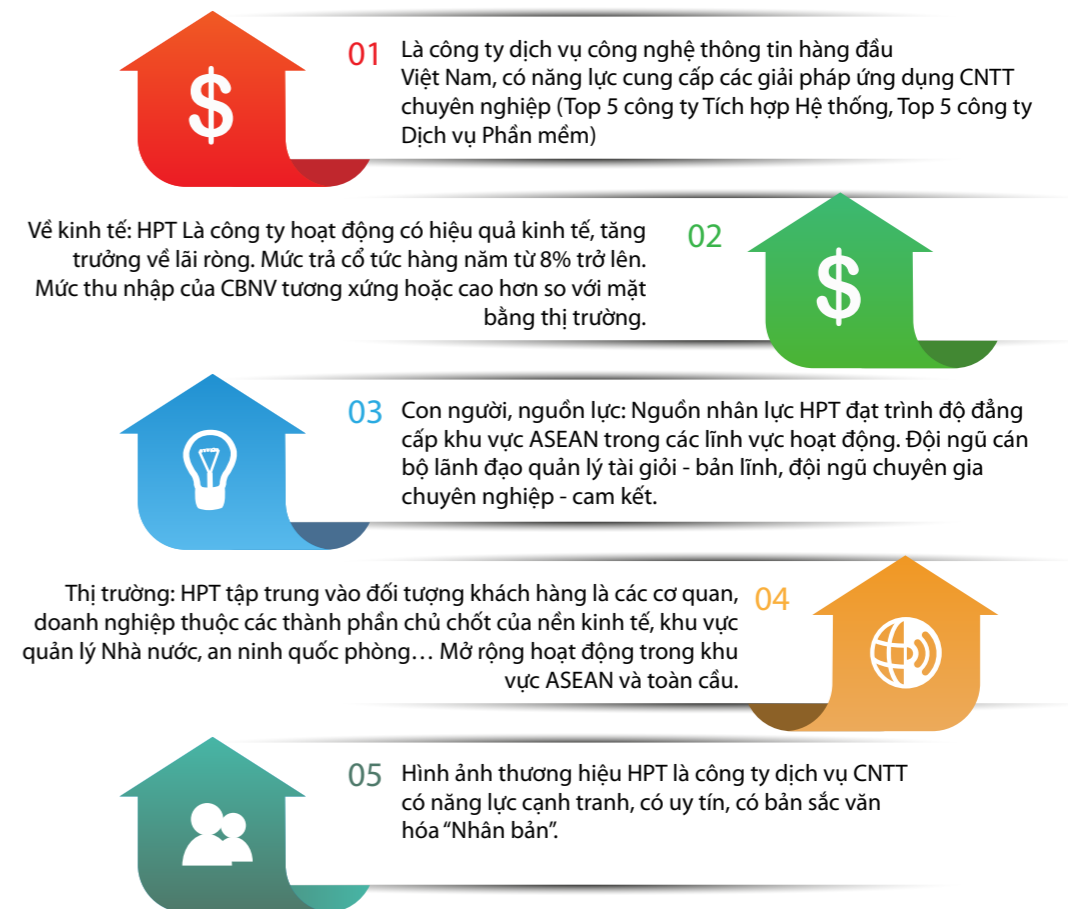 01
Là công ty dịch vụ công nghệ thông tin hàng đầu
Việt Nam, có năng lực cung cấp các giải pháp ứng dụng CNTT
chuyên nghiệp (Top 5 công ty Tích hợp Hệ thống, Top 5 công ty
Dịch vụ Phần mềm)
$
Về kinh tế: HPT Là công ty hoạt động có hiệu quả kinh tế, tăng
trưởng về lãi ròng. Mức trả cổ tức hàng năm từ 8% trở lên.
Mức thu nhập của CBNV tương xứng hoặc cao hơn so với mặt
bằng thị trường.
02
$
03
Con người, nguồn lực: Nguồn nhân lực HPT đạt trình độ đẳng
cấp khu vực ASEAN trong các lĩnh vực hoạt động. Đội ngũ cán
bộ lãnh đạo quản lý tài giỏi - bản lĩnh, đội ngũ chuyên gia
chuyên nghiệp - cam kết.
Thị trường: HPT tập trung vào đối tượng khách hàng là các cơ quan,
doanh nghiệp thuộc các thành phần chủ chốt của nền kinh tế, khu vực
quản lý Nhà nước, an ninh quốc phòng… Mở rộng hoạt động trong khu
vực ASEAN và toàn cầu.
04
05
Hình ảnh thương hiệu HPT là công ty dịch vụ CNTT
có năng lực cạnh tranh, có uy tín, có bản sắc văn
hóa “Nhân bản”.